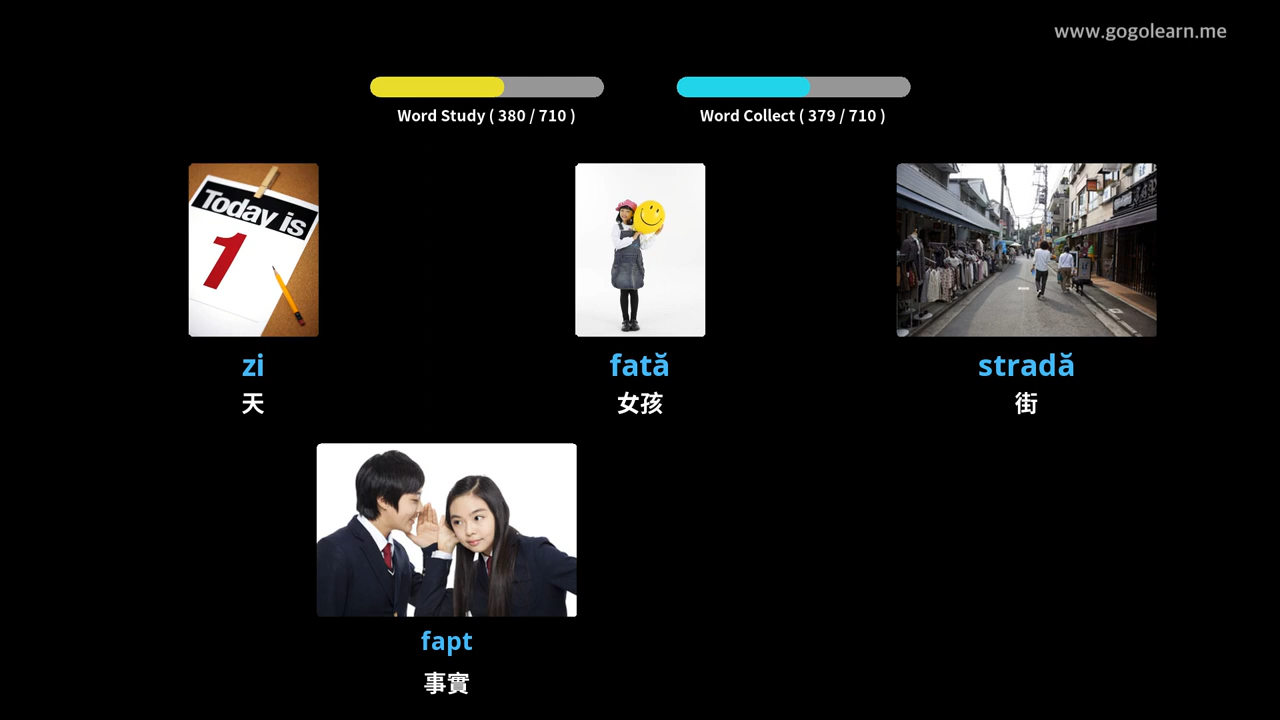 www.gogolearn.me
Word Study ( 380 / 710 )
Word Collect ( 379 / 710 )
Today is
1
zi
天
fată
女孩
stradă
街
fapt
事實